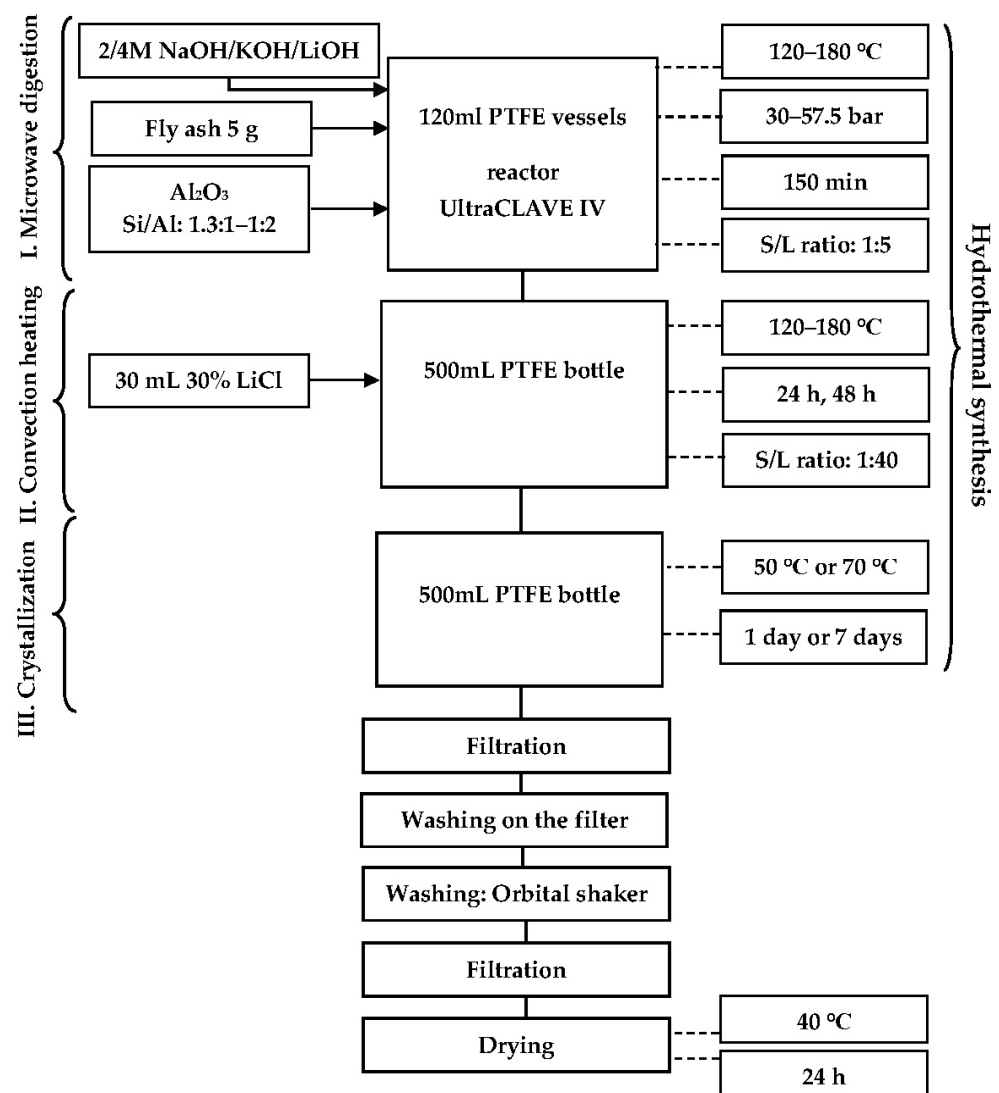 I. Microwave digestion
2/4M NaOH/KOH/LiOH
Fly ash 5 g
Al₂O₃
Si/Al: 1.3:1–1:2
120ml PTFE vessels
reactor
UltraCLAVE IV
120–180 °C
30–57.5 bar
150 min
S/L ratio: 1:5
Hydrothermal synthesis
II. Convection heating
30 mL 30% LiCl
500mL PTFE bottle
120–180 °C
24 h, 48 h
S/L ratio: 1:40
III. Crystallization
500mL PTFE bottle
50 °C or 70 °C
1 day or 7 days
Filtration
Washing on the filter
Washing: Orbital shaker
Filtration
Drying
40 °C
24 h